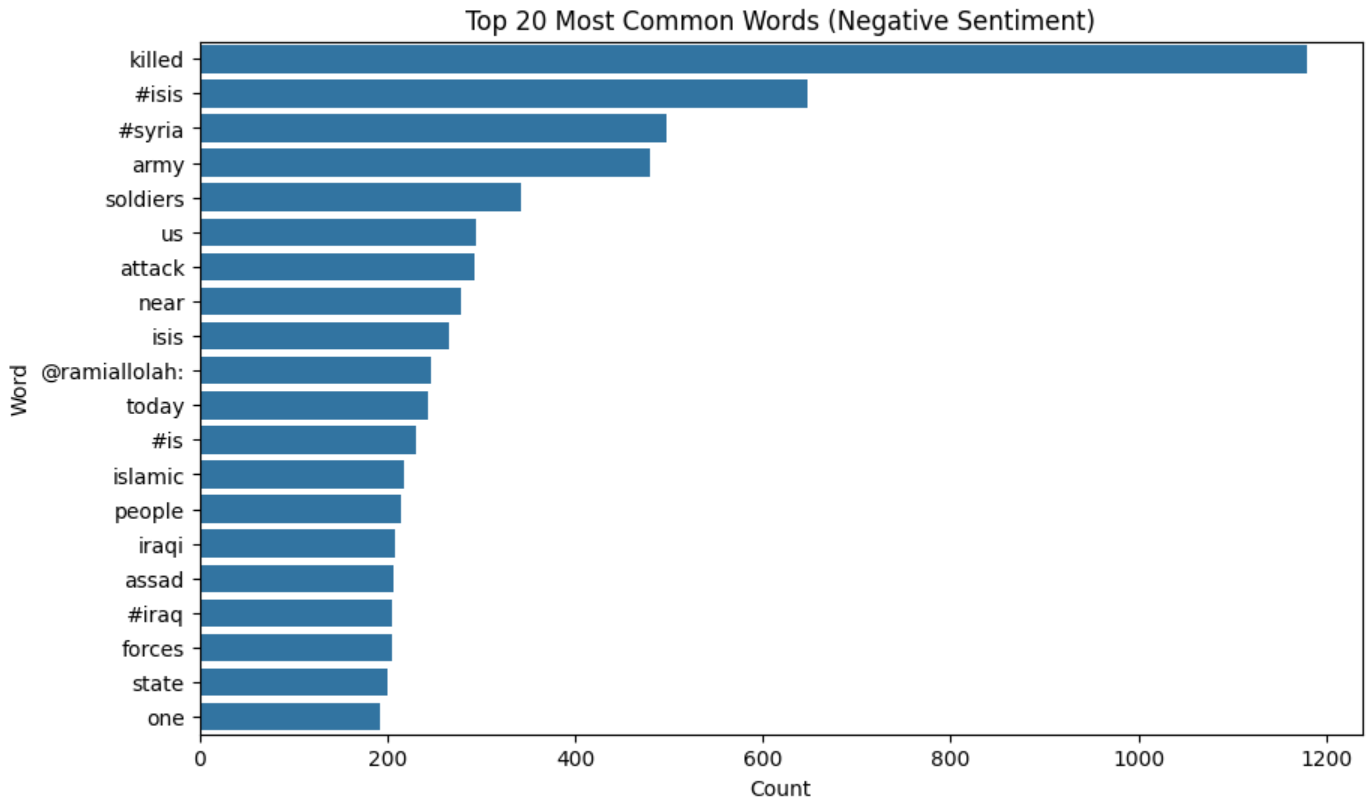 Top 20 Most Common Words (Negative Sentiment)
killed
#isis
#syria
army
soldiers
us
attack
near
isis
@ramiallolah:
today
#is
islamic
people
iraqi
assad
#iraq
forces
state
one
Word
0 200 400 600 800 1000 1200
Count